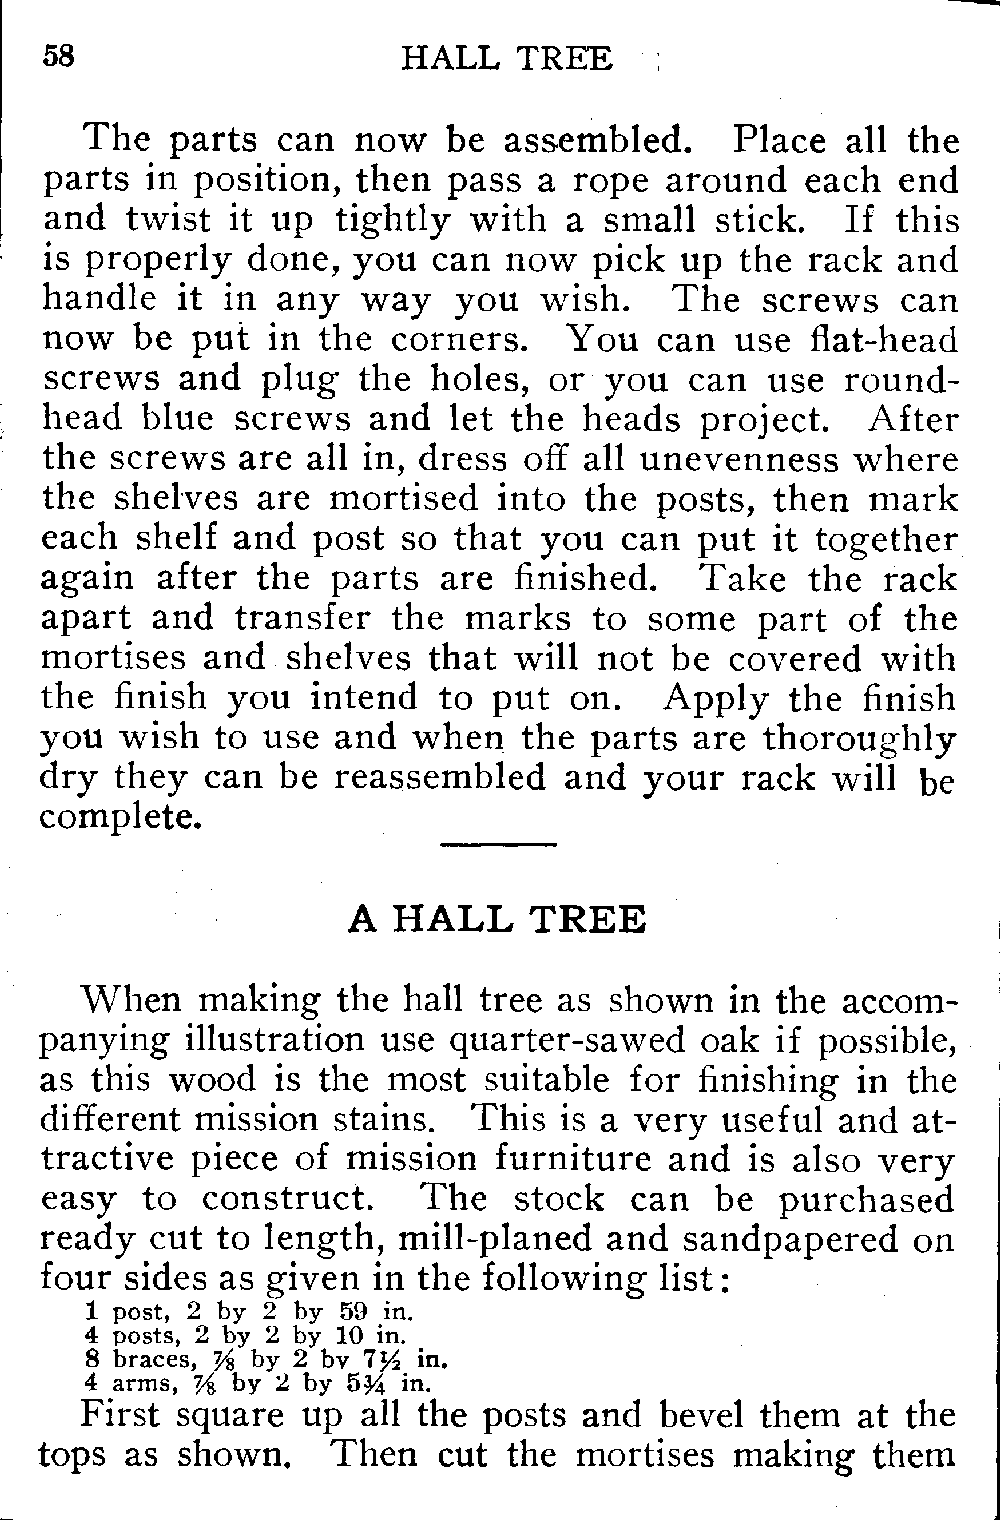 58 HALL TREE
The parts can now be assembled. Place all the
parts in position, then pass a rope around each end
and twist it up tightly with a small stick. If this
is properly done, you can now pick up the rack and
handle it in any way you wish. The screws can
now be put in the corners. You can use flat-head
screws and plug the holes, or you can use round-
head blue screws and let the heads project. After
the screws are all in, dress off all unevenness where
the shelves are mortised into the posts, then mark
each shelf and post so that you can put it together
again after the parts are finished. Take the rack
apart and transfer the marks to some part of the
mortises and shelves that will not be covered with
the finish you intend to put on. Apply the finish
you wish to use and when the parts are thoroughly
dry they can be reassembled and your rack will be
complete.
A HALL TREE
When making the hall tree as shown in the accom-
panying illustration use quarter-sawed oak if possible,
as this wood is the most suitable for finishing in the
different mission stains. This is a very useful and at-
tractive piece of mission furniture and is also very
easy to construct. The stock can be purchased
ready cut to length, mill-planed and sandpapered on
four sides as given in the following list:
1 post, 2 by 2 by 59 in.
4 posts, 2 by 2 by 10 in.
8 braces, ⅞ by 2 by 7½ in.
4 arms, ⅞ by 2 by 5¾ in.
First square up all the posts and bevel them at the
tops as shown. Then cut the mortises making them